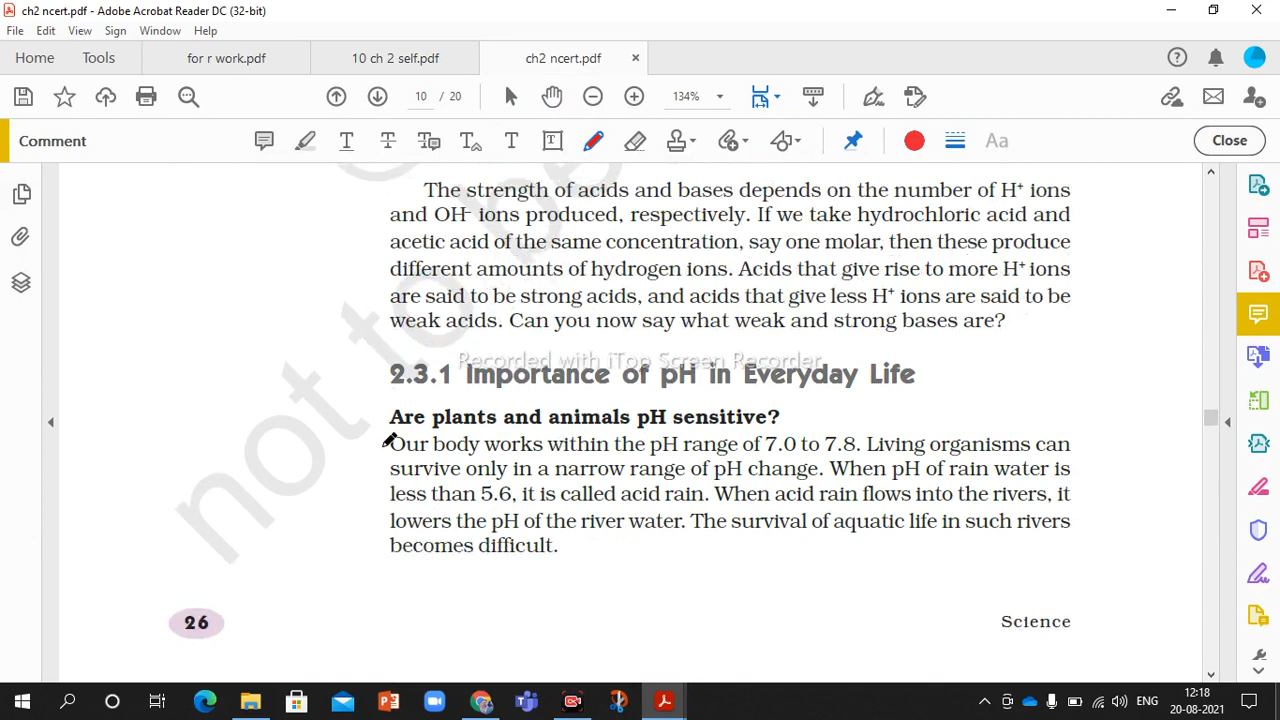 ch2 ncert.pdf - Adobe Acrobat Reader DC (32-bit)
File Edit View Sign Window Help
Home Tools for r work.pdf 10 ch 2 self.pdf ch2 ncert.pdf
10 / 20 134%
Comment Aa Close
The strength of acids and bases depends on the number of H⁺ ions
and OH⁻ ions produced, respectively. If we take hydrochloric acid and
acetic acid of the same concentration, say one molar, then these produce
different amounts of hydrogen ions. Acids that give rise to more H⁺ ions
are said to be strong acids, and acids that give less H⁺ ions are said to be
weak acids. Can you now say what weak and strong bases are?
Recorded with iTop Screen Recorder
2.3.1 Importance of pH in Everyday Life
Are plants and animals pH sensitive?
Our body works within the pH range of 7.0 to 7.8. Living organisms can
survive only in a narrow range of pH change. When pH of rain water is
less than 5.6, it is called acid rain. When acid rain flows into the rivers, it
lowers the pH of the river water. The survival of aquatic life in such rivers
becomes difficult.
not to be
26 Science
ENG 12:18
20-08-2021